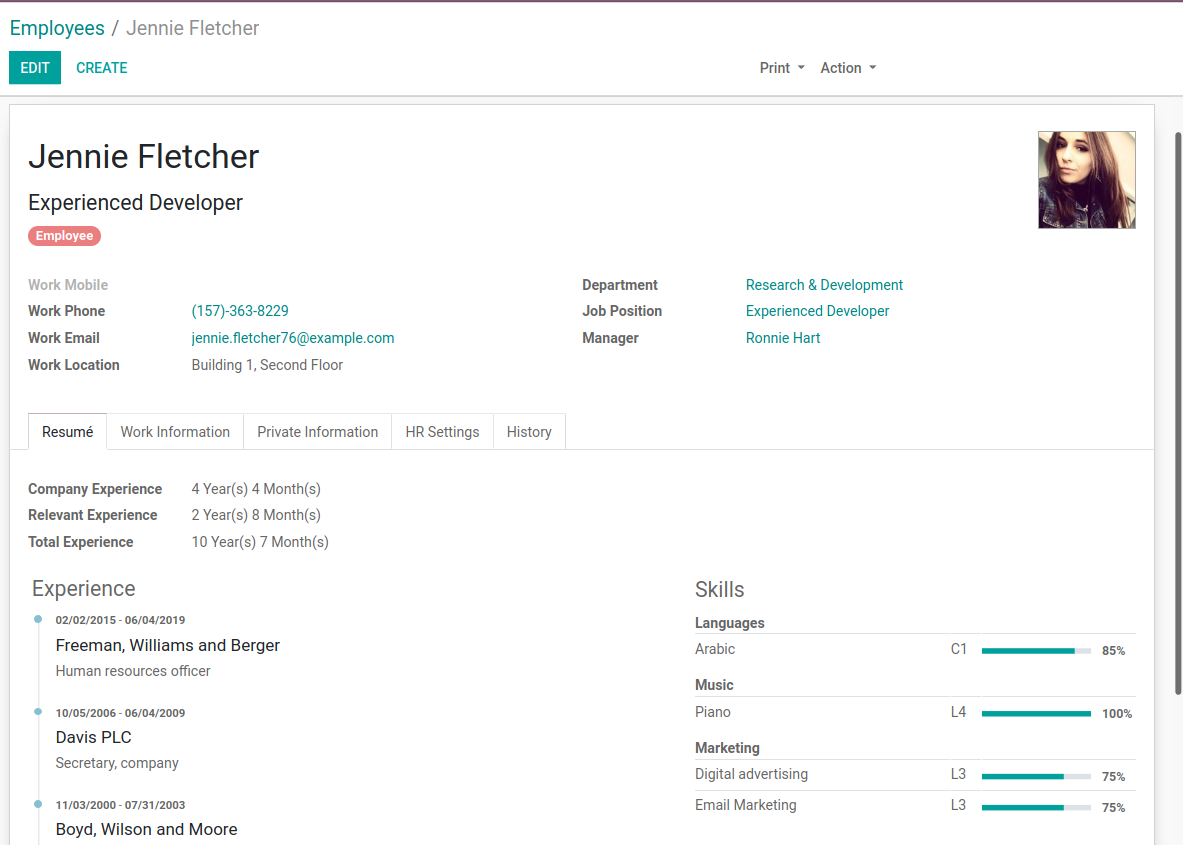 Employees / Jennie Fletcher
EDIT CREATE Print Action
Jennie Fletcher
Experienced Developer
Employee
Work Mobile
Work Phone (157)-363-8229
Work Email jennie.fletcher76@example.com
Work Location Building 1, Second Floor
Department Research & Development
Job Position Experienced Developer
Manager Ronnie Hart
Resumé Work Information Private Information HR Settings History
Company Experience 4 Year(s) 4 Month(s)
Relevant Experience 2 Year(s) 8 Month(s)
Total Experience 10 Year(s) 7 Month(s)
Experience
02/02/2015 - 06/04/2019
Freeman, Williams and Berger
Human resources officer
10/05/2006 - 06/04/2009
Davis PLC
Secretary, company
11/03/2000 - 07/31/2003
Boyd, Wilson and Moore
Skills
Languages
Arabic C1 85%
Music
Piano L4 100%
Marketing
Digital advertising L3 75%
Email Marketing L3 75%